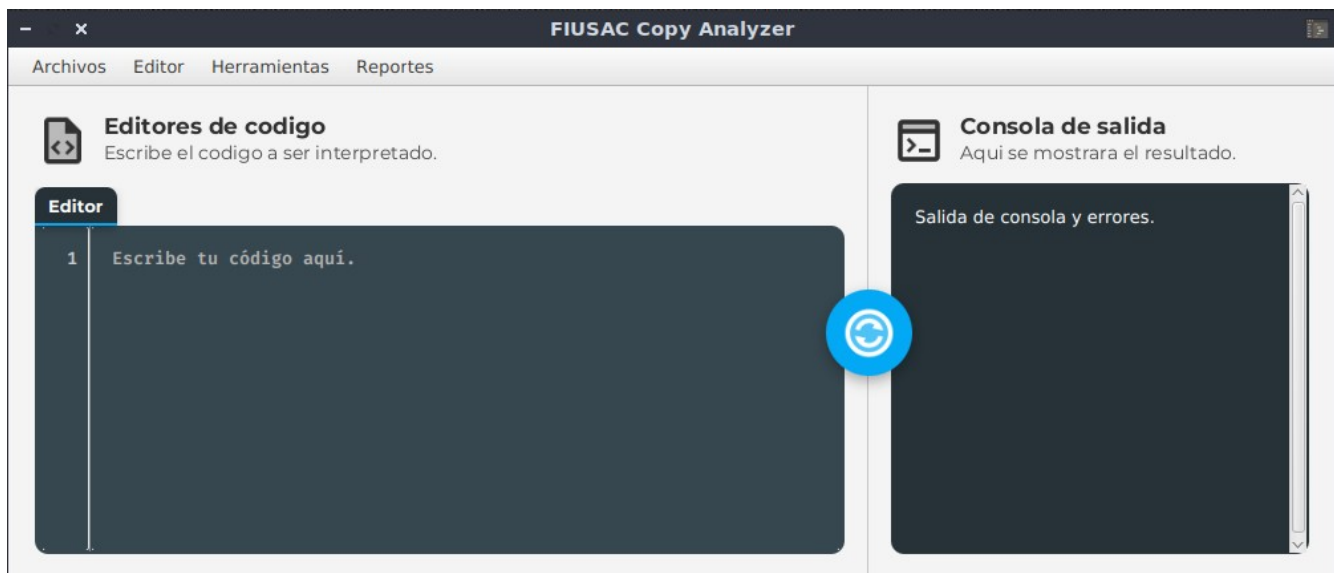 FIUSAC Copy Analyzer
Archivos Editor Herramientas Reportes
Editores de codigo
Escribe el codigo a ser interpretado.
Editor
1 Escribe tu código aquí.
Consola de salida
Aqui se mostrara el resultado.
Salida de consola y errores.